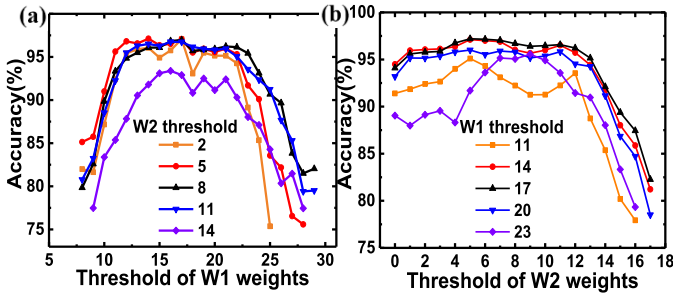 (a)
100
95
90
85
80
75
Accuracy(%)
W2 threshold
2
5
8
11
14
5 10 15 20 25 30
Threshold of W1 weights
(b)
100
95
90
85
80
75
Accuracy(%)
W1 threshold
11
14
17
20
23
0 2 4 6 8 10 12 14 16 18
Threshold of W2 weights